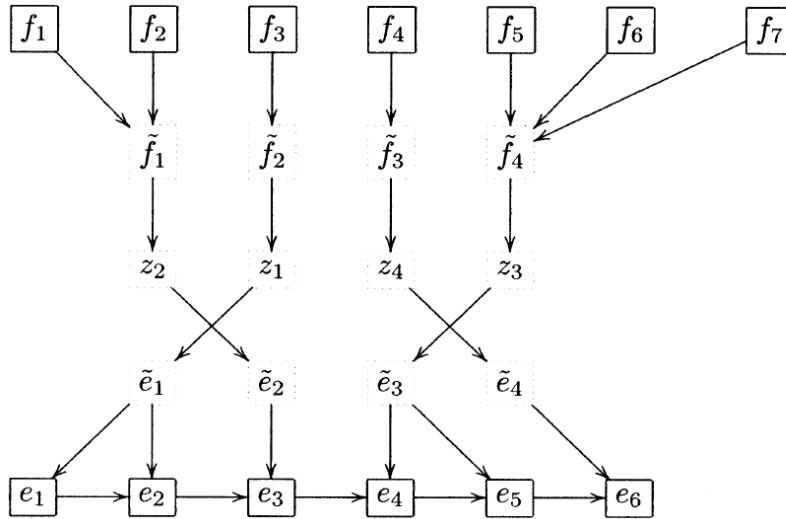 f₁ f₂ f₃ f₄ f₅ f₆ f₇
f̃₁ f̃₂ f̃₃ f̃₄
z₂ z₁ z₄ z₃
ẽ₁ ẽ₂ ẽ₃ ẽ₄
e₁ e₂ e₃ e₄ e₅ e₆